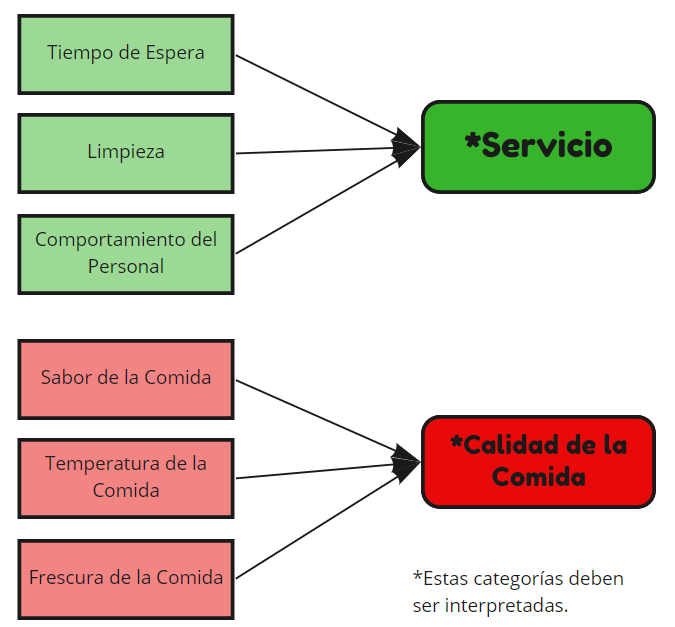 Tiempo de Espera
Limpieza
Comportamiento del
Personal
*Servicio
Sabor de la Comida
Temperatura de la
Comida
Frescura de la Comida
*Calidad de la
Comida
*Estas categorías deben
ser interpretadas.